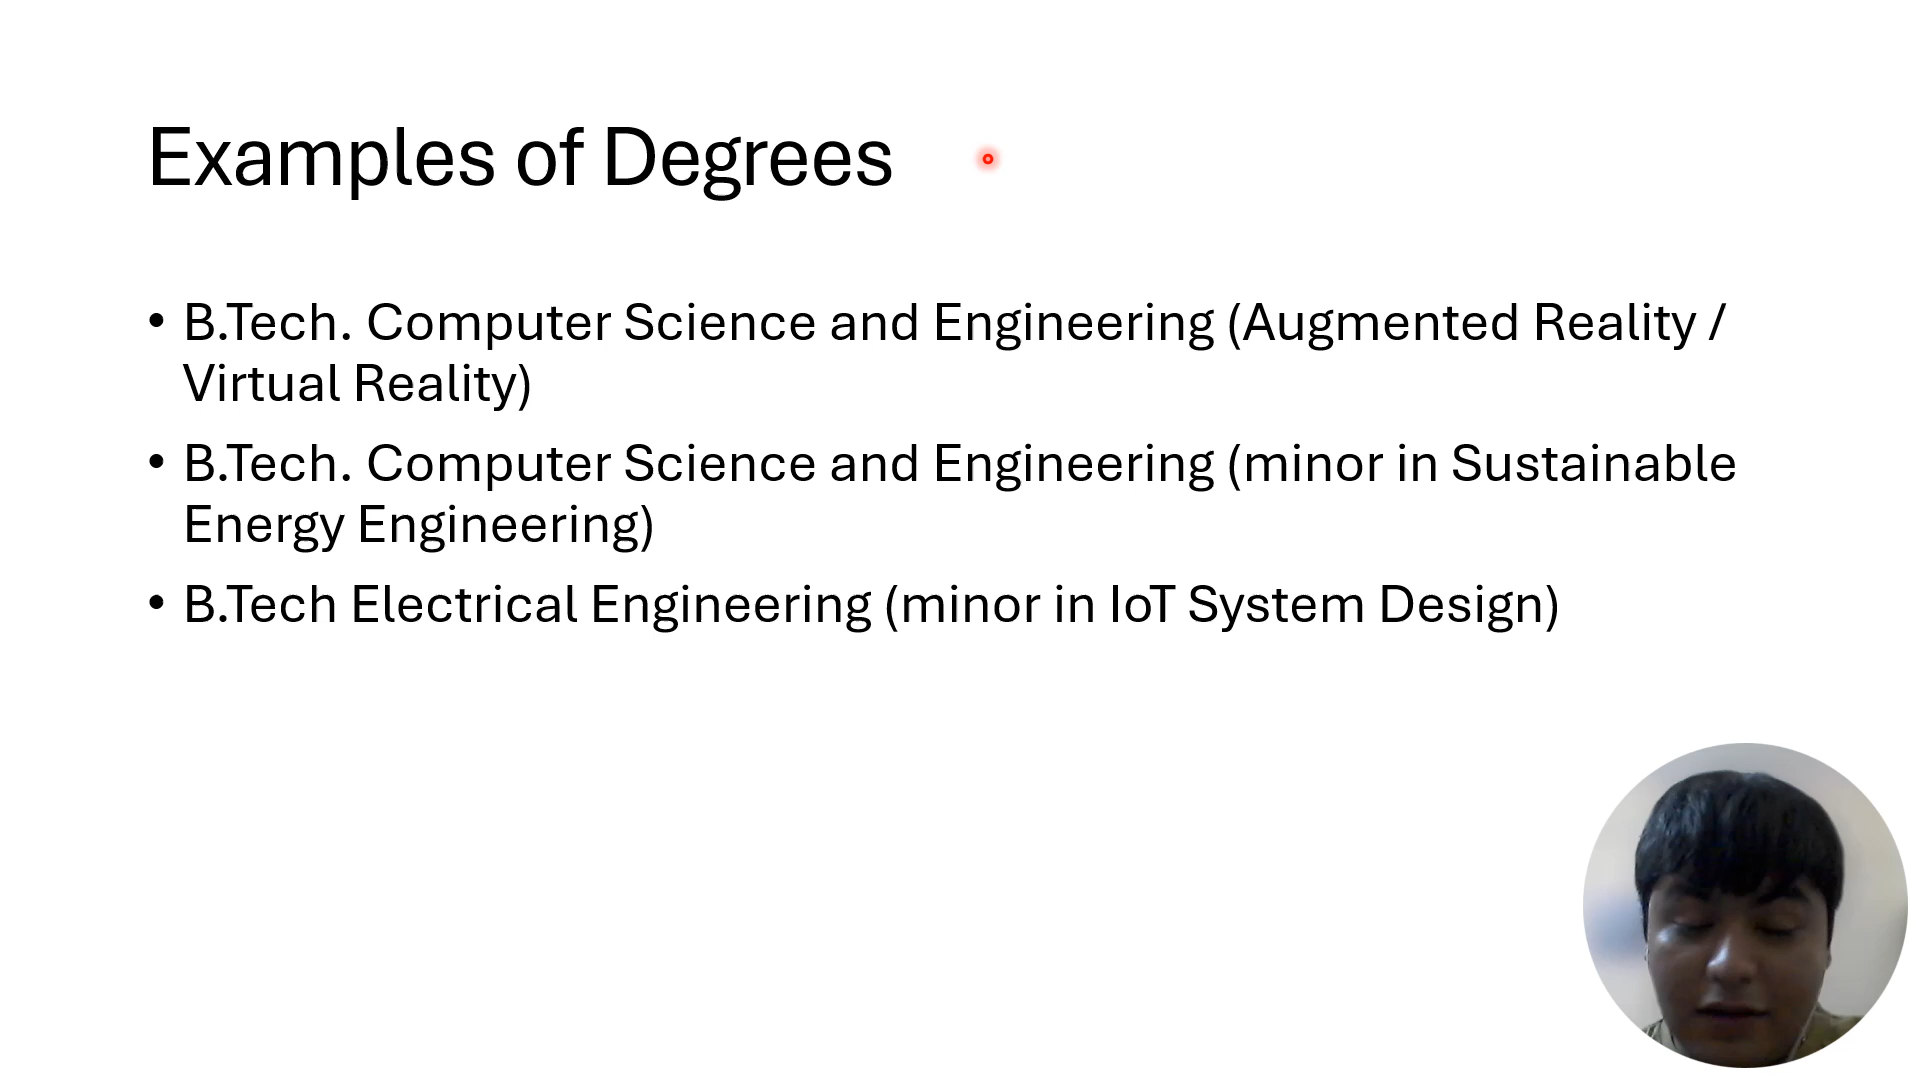 Examples of Degrees
• B.Tech. Computer Science and Engineering (Augmented Reality /
Virtual Reality)
• B.Tech. Computer Science and Engineering (minor in Sustainable
Energy Engineering)
• B.Tech Electrical Engineering (minor in IoT System Design)